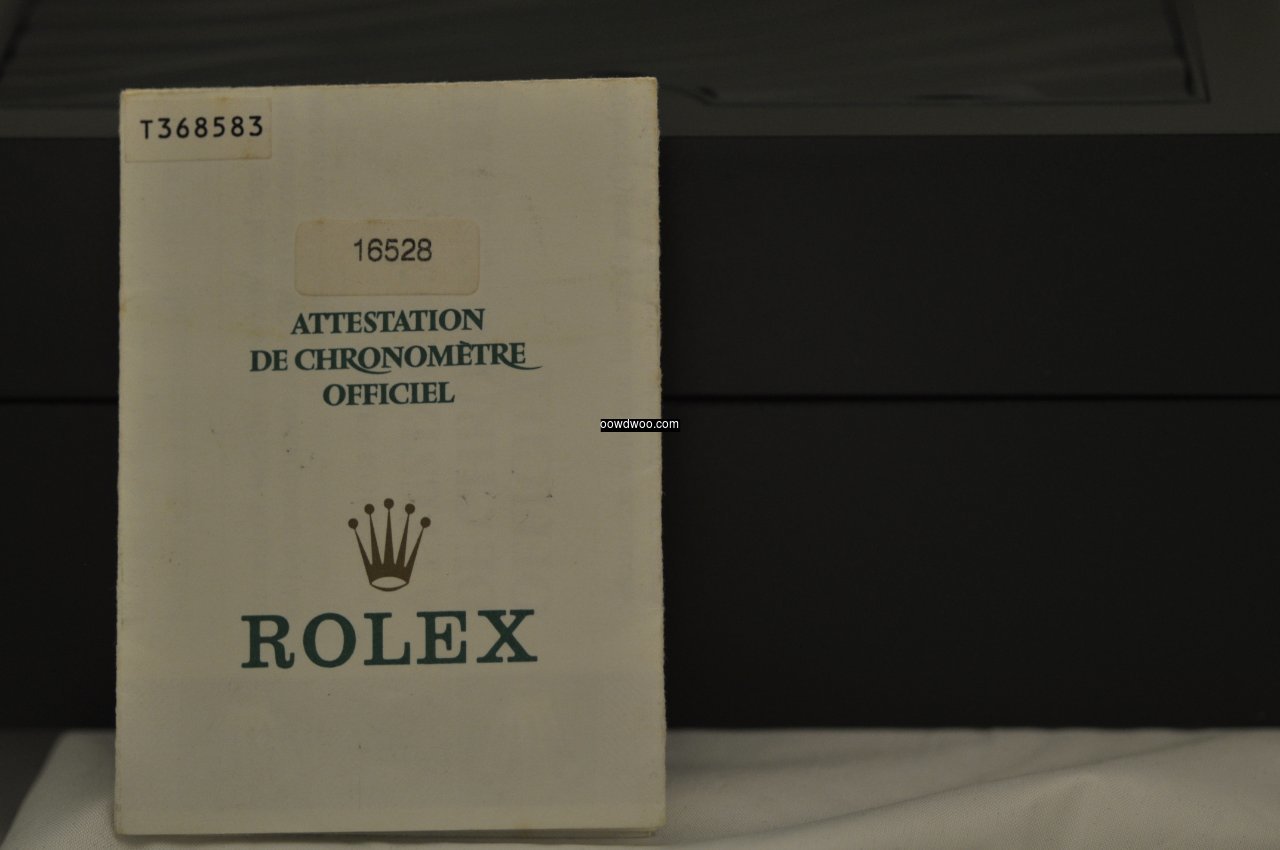 T368583
16528
ATTESTATION
DE CHRONOMÈTRE
OFFICIEL
oowdwoo.com
ROLEX